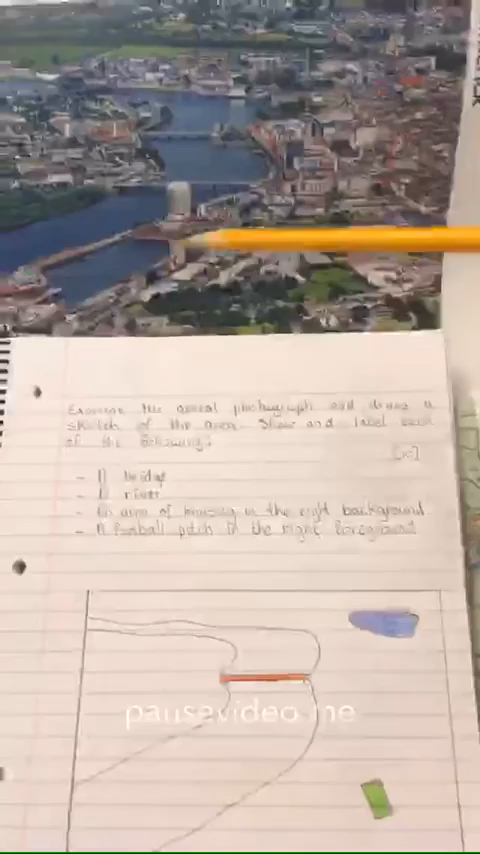 Examine the aerial photograph and draw a
sketch of the area. Show and label each
of the following:
[10]
- A bridge
- A river
- An area of housing in the right background
- A football pitch in the right foreground
pausevideo.me